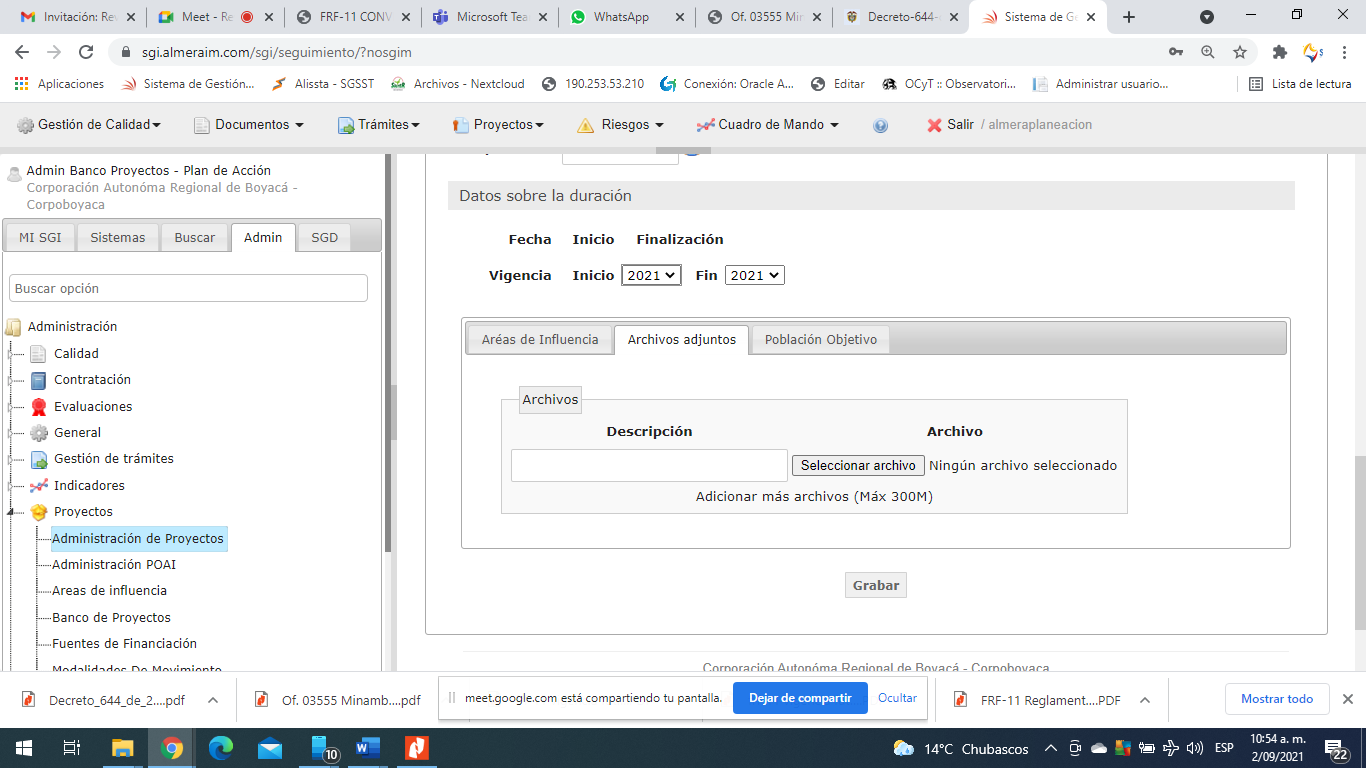 Invitación: Rev
Meet - Re
FRF-11 CONV
Microsoft Tea
WhatsApp
Of. 03555 Min
Decreto-644-
Sistema de Ge
sgi.almeraim.com/sgi/seguimiento/?nosgim
Aplicaciones
Sistema de Gestión...
Alissta - SGSST
Archivos - Nextcloud
190.253.53.210
Conexión: Oracle A...
Editar
OCyT :: Observatori...
Administrar usuario...
Lista de lectura
Gestión de Calidad
Documentos
Trámites
Proyectos
Riesgos
Cuadro de Mando
Salir / almeraplaneacion
Admin Banco Proyectos - Plan de Acción
Corporación Autonóma Regional de Boyacá -
Corpoboyaca
MI SGI
Sistemas
Buscar
Admin
SGD
Buscar opción
Administración
Calidad
Contratación
Evaluaciones
General
Gestión de trámites
Indicadores
Proyectos
Administración de Proyectos
Administración POAI
Areas de influencia
Banco de Proyectos
Fuentes de Financiación
Modalidades De Movimiento
Datos sobre la duración
Fecha Inicio Finalización
Vigencia Inicio 2021 Fin 2021
Aréas de Influencia
Archivos adjuntos
Población Objetivo
Archivos
Descripción Archivo
Seleccionar archivo Ningún archivo seleccionado
Adicionar más archivos (Máx 300M)
Grabar
Corporación Autonóma Regional de Boyacá - Corpoboyaca
Decreto_644_de_2....pdf
Of. 03555 Minamb....pdf
meet.google.com está compartiendo tu pantalla.
Dejar de compartir
Ocultar
FRF-11 Reglament....PDF
Mostrar todo
10
14°C Chubascos
ESP
10:54 a. m.
2/09/2021
22